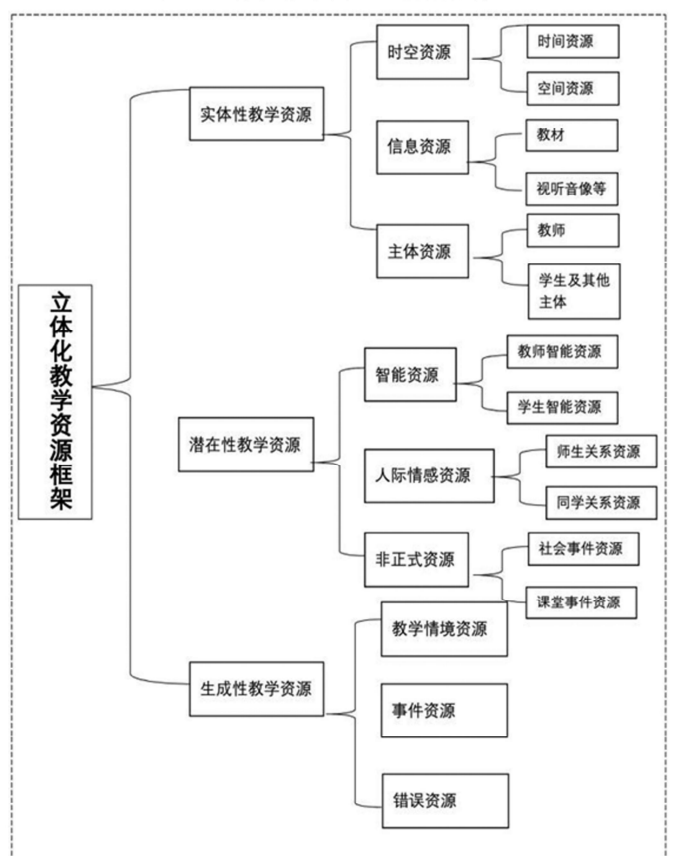 立体化教学资源框架
实体性教学资源
时空资源
时间资源
空间资源
信息资源
教材
视听音像等
主体资源
教师
学生及其他
主体
潜在性教学资源
智能资源
教师智能资源
学生智能资源
人际情感资源
师生关系资源
同学关系资源
非正式资源
社会事件资源
课堂事件资源
生成性教学资源
教学情境资源
事件资源
错误资源